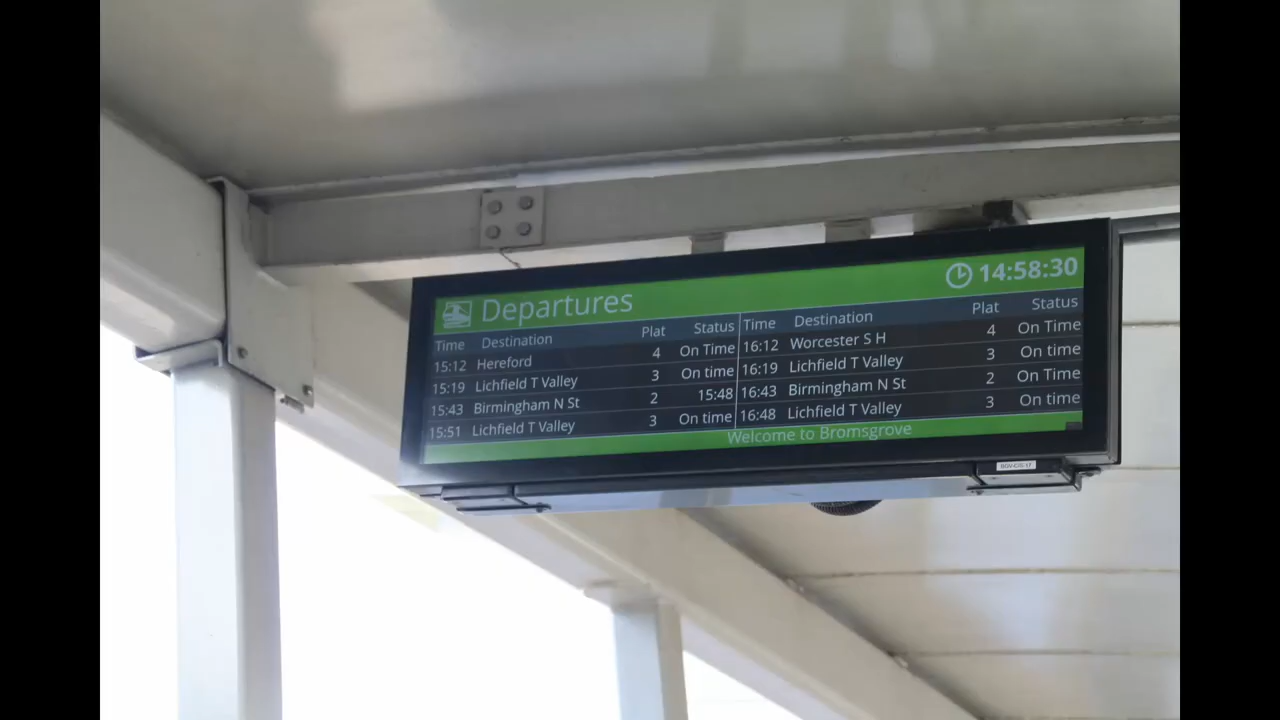 Departures 14:58:30
Time Destination Plat Status
15:12 Hereford 4 On Time
15:19 Lichfield T Valley 3 On time
15:43 Birmingham N St 2 15:48
15:51 Lichfield T Valley 3 On time
Time Destination Plat Status
16:12 Worcester S H 4 On Time
16:19 Lichfield T Valley 3 On time
16:43 Birmingham N St 2 On Time
16:48 Lichfield T Valley 3 On time
Welcome to Bromsgrove